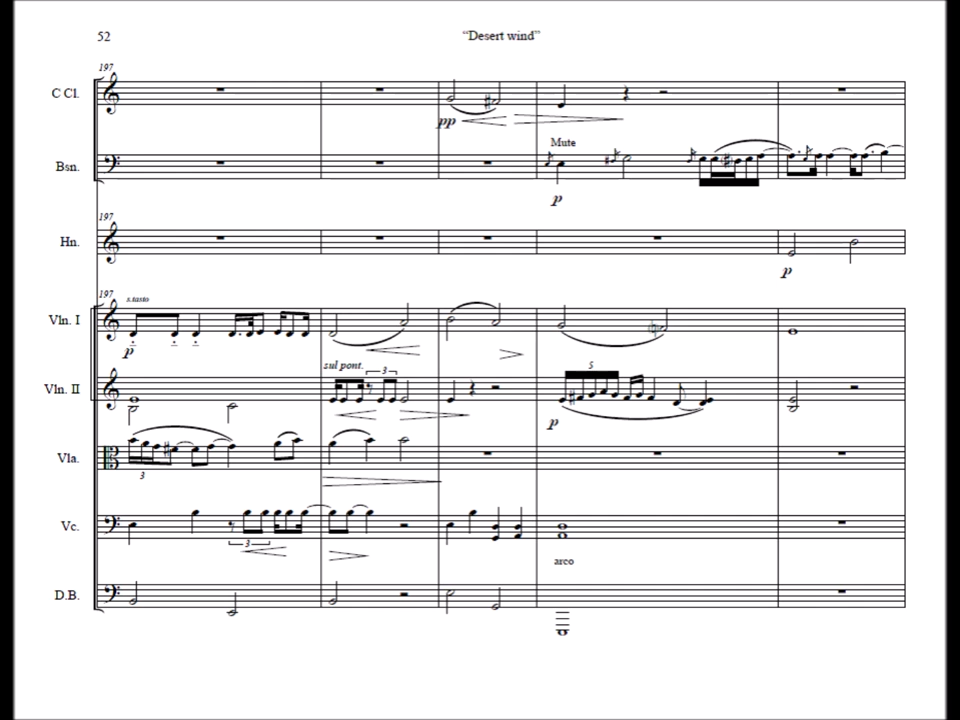 52
“Desert wind”
197
C Cl.
pp
Mute
Bsn.
p
197
Hn.
p
197
s.tasto
Vln. I
p
sul pont.
3
5
Vln. II
p
Vla.
3
Vc.
3
arco
D.B.